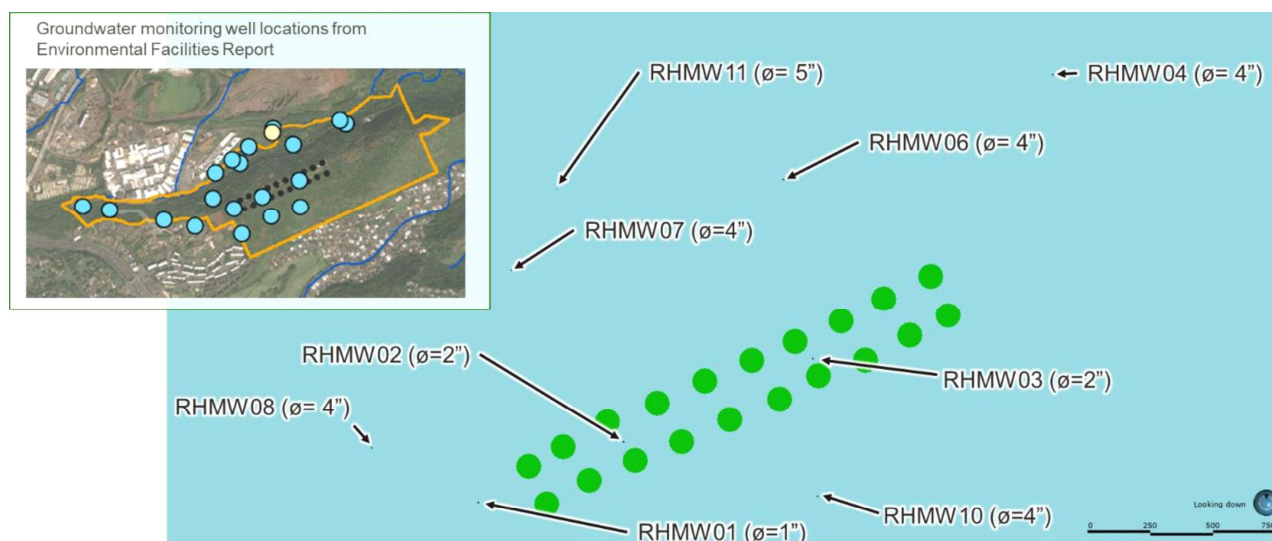 Groundwater monitoring well locations from
Environmental Facilities Report
RHMW11 (ø= 5”)
RHMW04 (ø= 4”)
RHMW06 (ø= 4”)
RHMW07 (ø=4”)
RHMW02 (ø=2”)
RHMW03 (ø=2”)
RHMW08 (ø= 4”)
RHMW01 (ø=1”)
RHMW10 (ø=4”)
Looking down
0 250 500 750